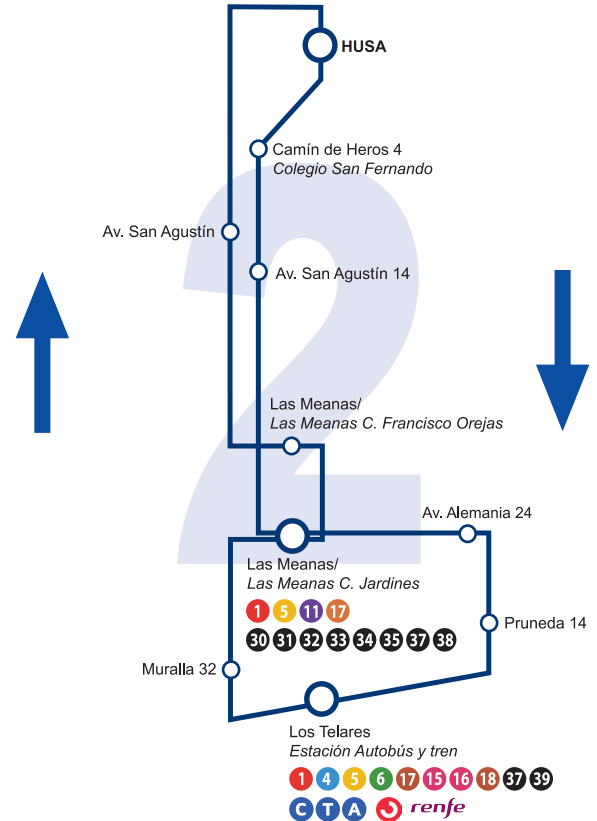 HUSA
Camín de Heros 4
Colegio San Fernando
Av. San Agustín
Av. San Agustín 14
2
Las Meanas/
Las Meanas C. Francisco Orejas
Av. Alemania 24
Las Meanas/
Las Meanas C. Jardines
1 5 11 17
30 31 32 33 34 35 37 38
Pruneda 14
Muralla 32
Los Telares
Estación Autobús y tren
1 4 5 6 17 15 16 18 37 39
C T A renfe